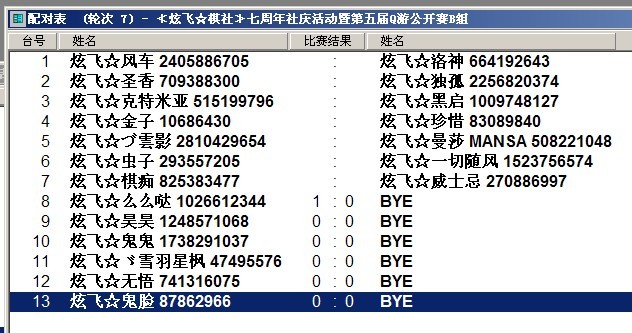 配对表 (轮次 7) - ≮炫飞☆棋社≯七周年社庆活动暨第五届Q游公开赛B组
台号 姓名 比赛结果 姓名
1 炫飞☆风车 2405886705 : 炫飞☆洛神 664192643
2 炫飞☆圣香 709388300 : 炫飞☆独孤 2256820374
3 炫飞☆克特米亚 515199796 : 炫飞☆黑启 1009748127
4 炫飞☆金子 10686430 : 炫飞☆珍惜 83089840
5 炫飞☆づ雲影 2810429654 : 炫飞☆曼莎 MANSA 508221048
6 炫飞☆虫子 293557205 : 炫飞☆一切随风 1523756574
7 炫飞☆棋痴 825383477 : 炫飞☆威士忌 270886997
8 炫飞☆么么哒 1026612344 1 : 0 BYE
9 炫飞☆昊昊 1248571068 0 : 0 BYE
10 炫飞☆鬼鬼 1738291037 0 : 0 BYE
11 炫飞☆ヾ雪羽星枫 47495576 0 : 0 BYE
12 炫飞☆无悟 741316075 0 : 0 BYE
13 炫飞☆鬼脸 87862966 0 : 0 BYE